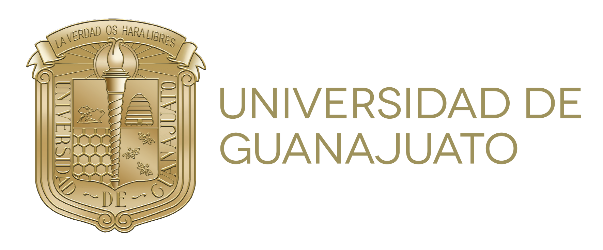 LA VERDAD OS HARA LIBRES
UNIVERSIDAD
DE
GUANAJUATO
UNIVERSIDAD DE
GUANAJUATO